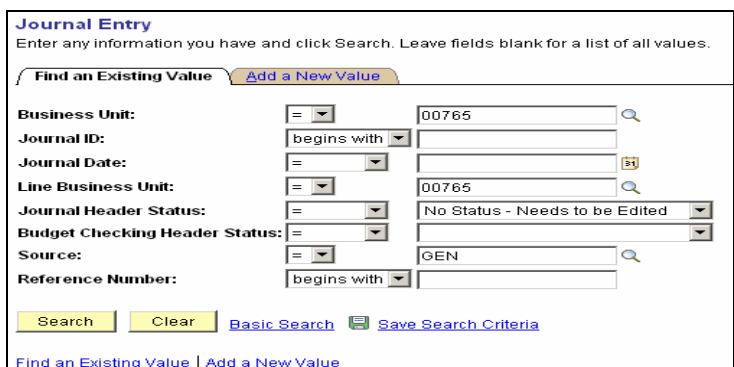 Journal Entry
Enter any information you have and click Search. Leave fields blank for a list of all values.
Find an Existing Value Add a New Value
Business Unit: = 00765
Journal ID: begins with
Journal Date: =
Line Business Unit: = 00765
Journal Header Status: = No Status - Needs to be Edited
Budget Checking Header Status: =
Source: = GEN
Reference Number: begins with
Search Clear Basic Search Save Search Criteria
Find an Existing Value | Add a New Value